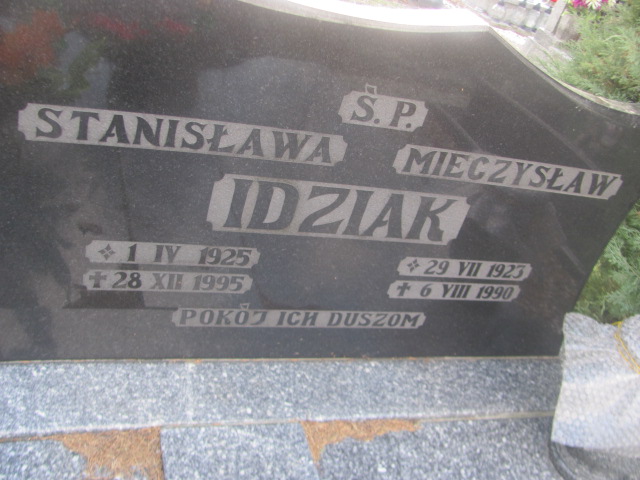 Ś.P.
STANISŁAWA MIECZYSŁAW
IDZIAK
1 IV 1925 29 VII 1923
28 XII 1995 6 VIII 1990
POKÓJ ICH DUSZOM